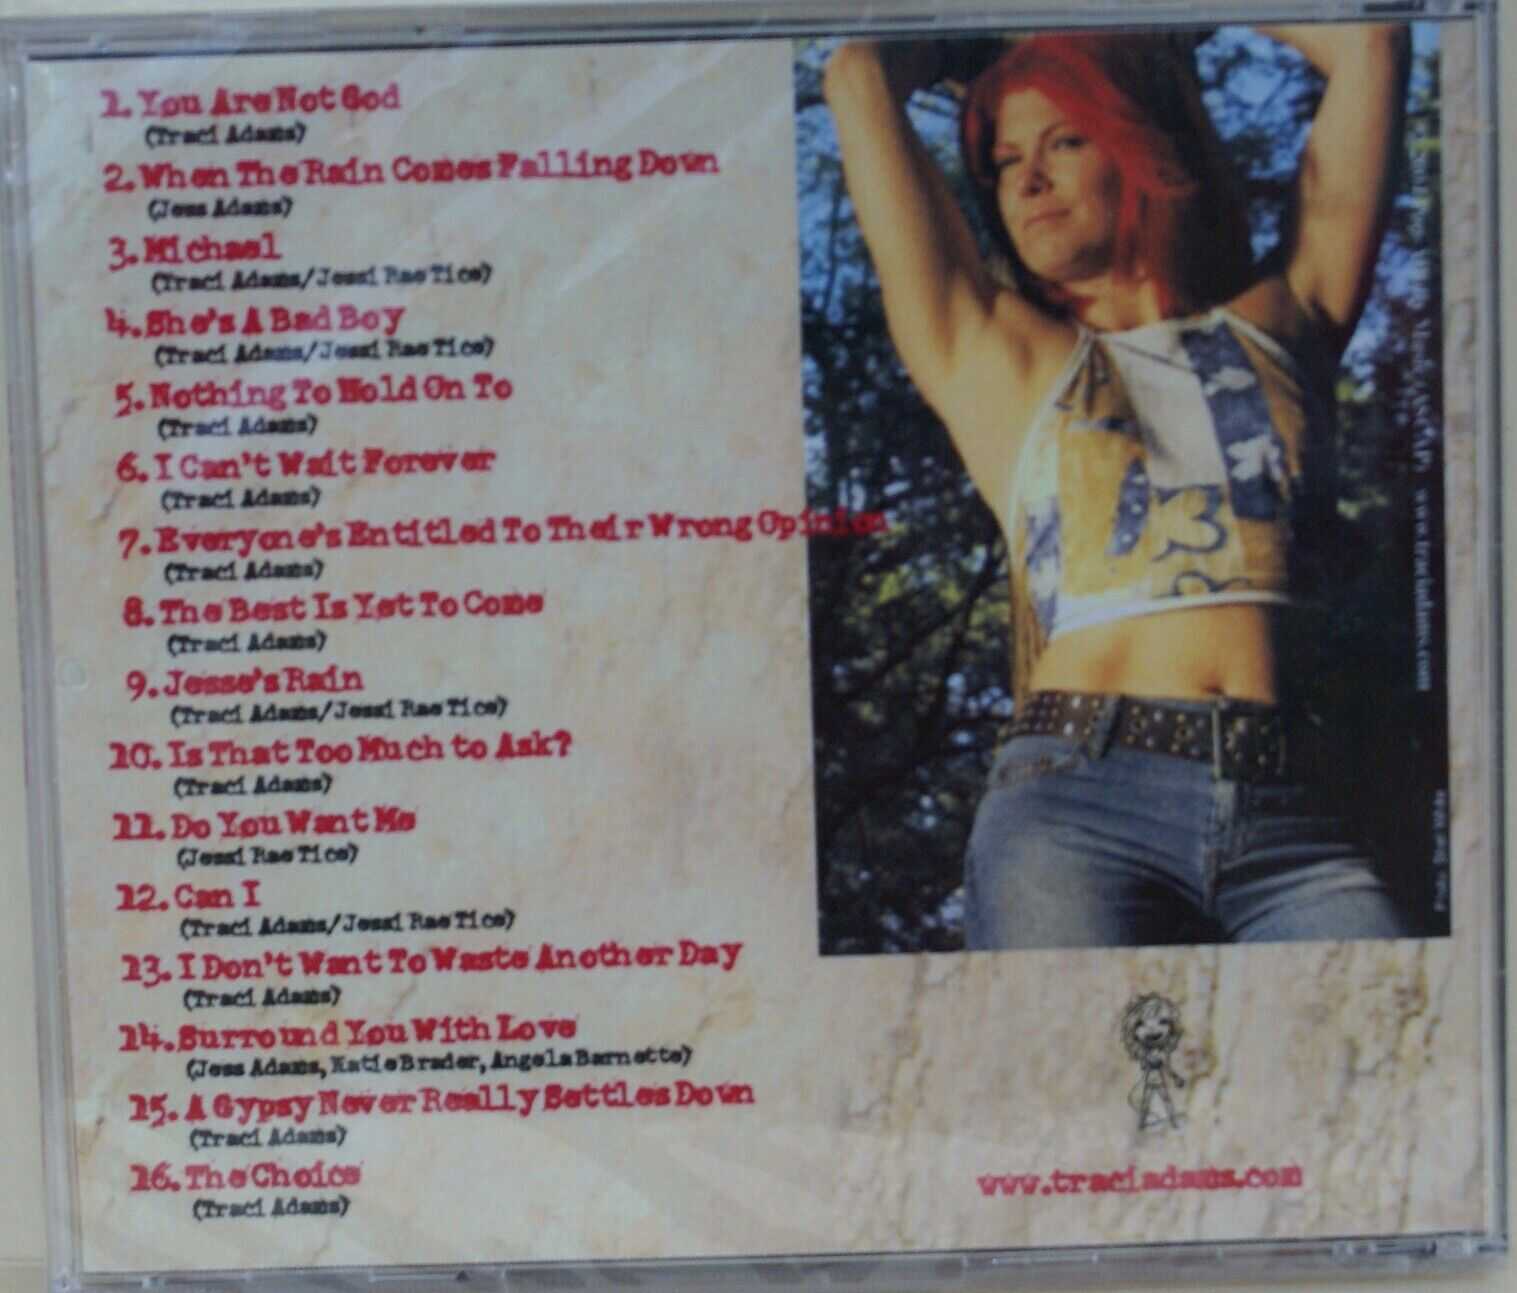 1. You Are Not God
(Traci Adams)
2. When The Rain Comes Falling Down
(Jess Adams)
3. Michael
(Traci Adams/Jessi Rae Tice)
4. She's A Bad Boy
(Traci Adams/Jessi Rae Tice)
5. Nothing To Hold On To
(Traci Adams)
6. I Can't Wait Forever
(Traci Adams)
7. Everyone's Entitled To Their Wrong Opinion
(Traci Adams)
8. The Best Is Yet To Come
(Traci Adams)
9. Jesse's Rain
(Traci Adams/Jessi Rae Tice)
10. Is That Too Much to Ask?
(Traci Adams)
11. Do You Want Me
(Jessi Rae Tice)
12. Can I
(Traci Adams/Jessi Rae Tice)
13. I Don't Want To Waste Another Day
(Traci Adams)
14. Surround You With Love
(Jess Adams, Katie Brader, Angela Barnette)
15. A Gypsy Never Really Settles Down
(Traci Adams)
16. The Choice
(Traci Adams)
13
Music (ASCAP) www.traciadams.com
www.traciadams.com